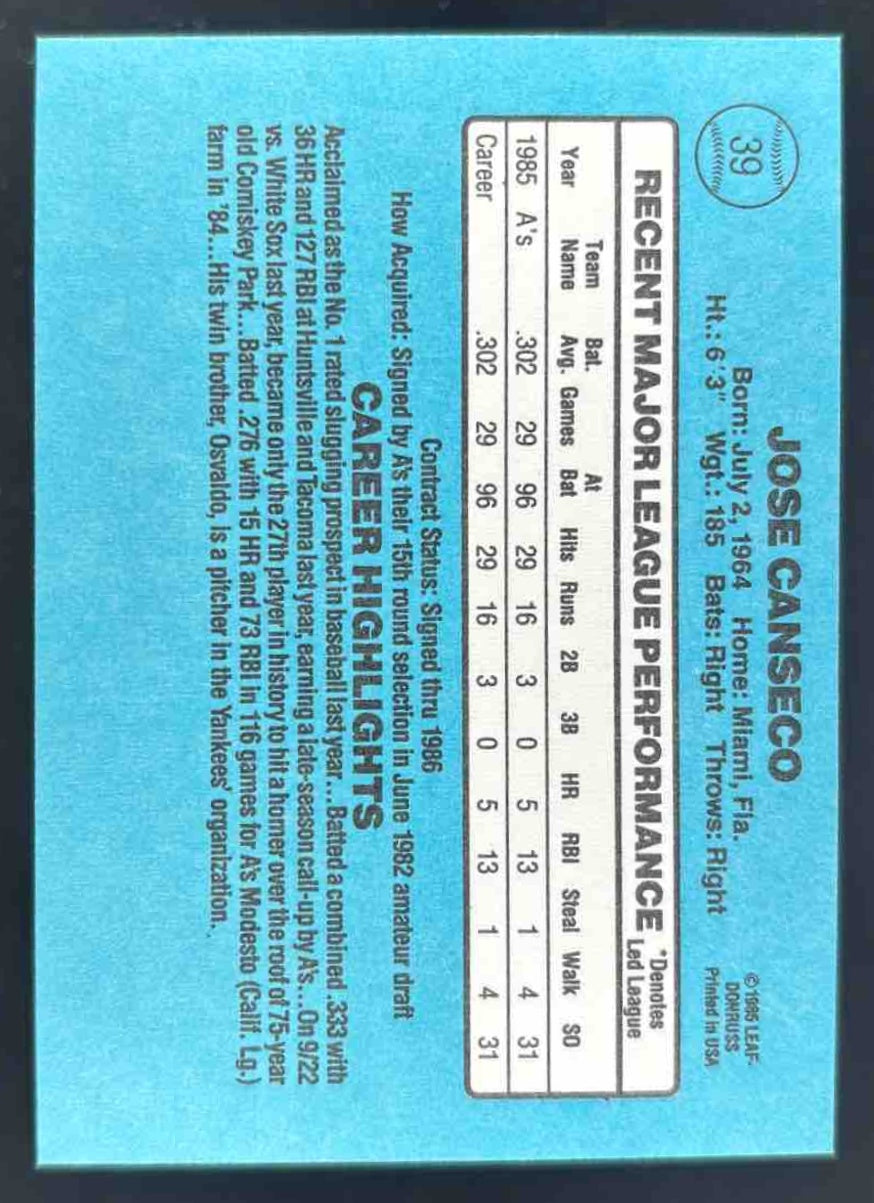 39
JOSE CANSECO
© 1985 LEAF-
DONRUSS
Printed in USA
Born: July 2, 1964 Home: Miami, Fla.
Ht.: 6'3" Wgt.: 185 Bats: Right Throws: Right
RECENT MAJOR LEAGUE PERFORMANCE *Denotes Led League
Year Team Name Bat. Avg. Games At Bat Hits Runs 2B 3B HR RBI Steal Walk SO
1985 A's .302 29 96 29 16 3 0 5 13 1 4 31
Career .302 29 96 29 16 3 0 5 13 1 4 31
Contract Status: Signed thru 1986
How Acquired: Signed by A's their 15th round selection in June 1982 amateur draft
CAREER HIGHLIGHTS
Acclaimed as the No. 1 rated slugging prospect in baseball last year...Batted a combined .333 with
36 HR and 127 RBI at Huntsville and Tacoma last year, earning a late-season call-up by A's...On 9/22
vs. White Sox last year, became only the 27th player in history to hit a homer over the roof of 75-year
old Comiskey Park...Batted .276 with 15 HR and 73 RBI in 116 games for A's Modesto (Calif. Lg.)
farm in '84...His twin brother, Osvaldo, is a pitcher in the Yankees' organization.